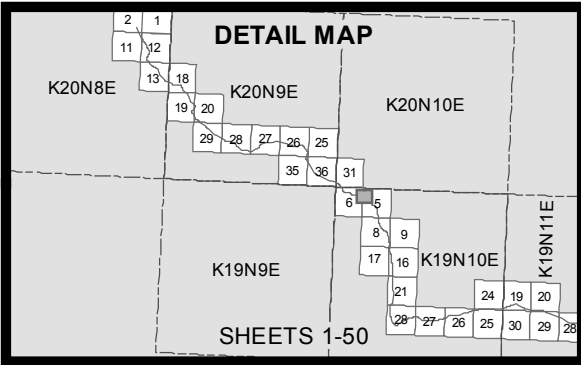 2 1
DETAIL MAP
11 12
K20N8E
13 18
K20N9E
K20N10E
19 20
29 28 27 26 25
35 36 31
6 5
8 9
K19N11E
17 16
K19N10E
K19N9E
21
24 19 20
28 27 26 25 30 29 28
SHEETS 1-50